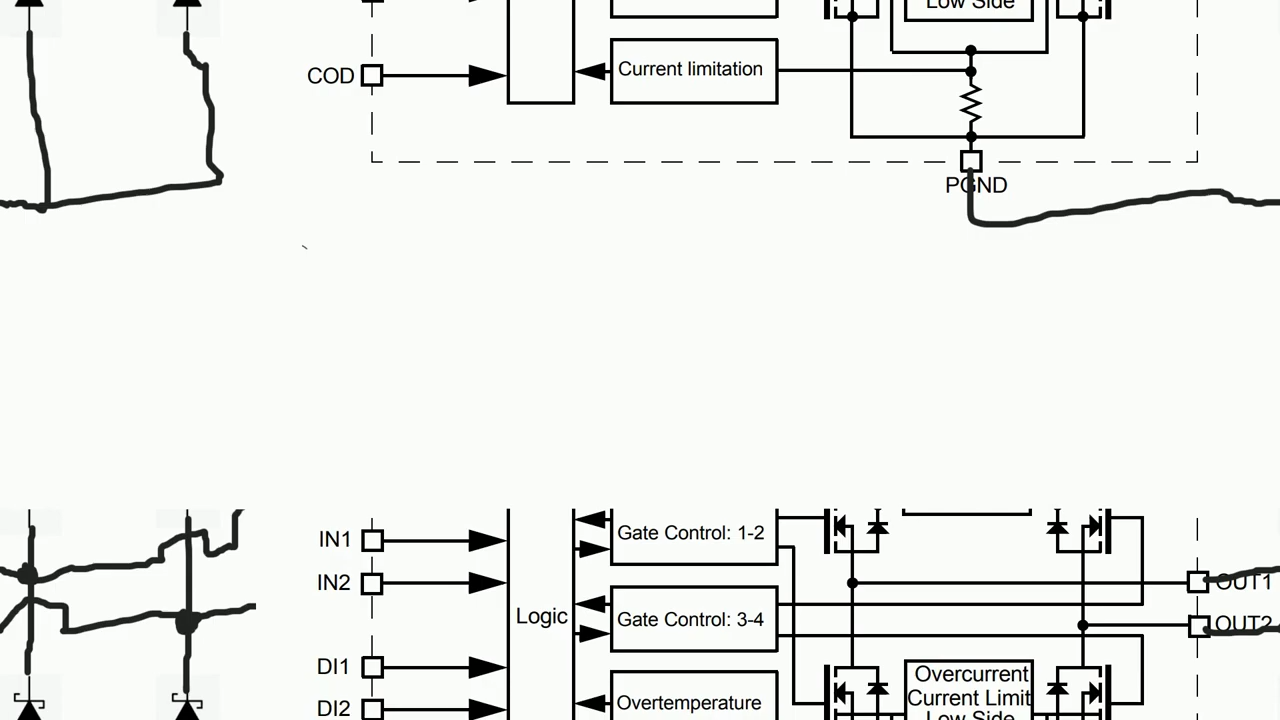 Low Side
Current limitation
COD
PGND
IN1
Gate Control: 1-2
IN2
OUT1
Logic
Gate Control: 3-4
OUT2
DI1
Overcurrent
Current Limit
Low Side
DI2
Overtemperature